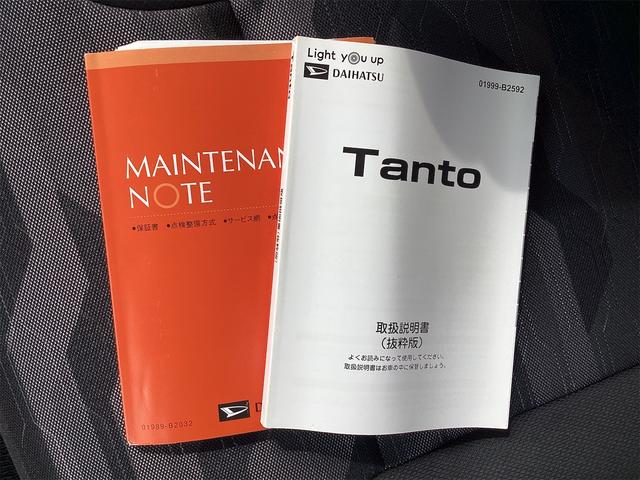 MAINTENAN
NOTE
●保証書 ●点検整備方式 ●サービス網 ●点
01999-B2032
Light you up
DAIHATSU
01999-B2592
Tanto
取扱説明書
（抜粋版）
よくお読みになって使用してください。
取扱説明書はお車の中に保管しましょう。